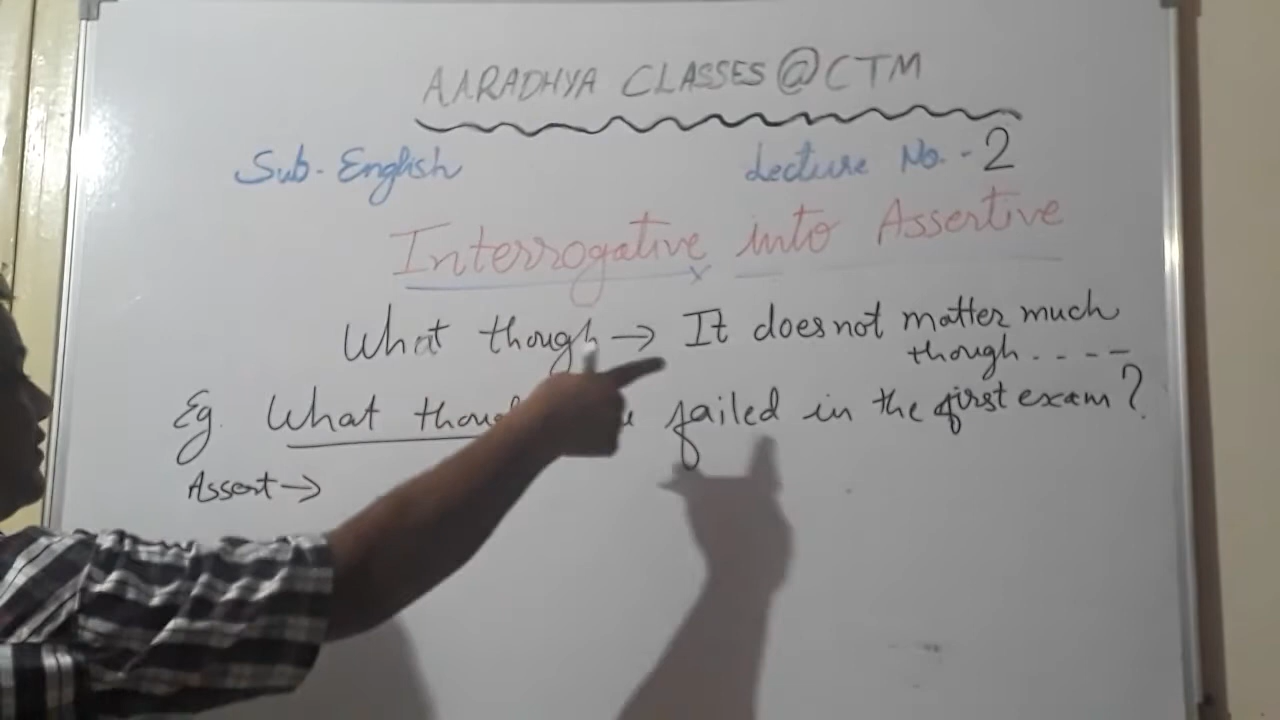 AARADHYA CLASSES @ CTM
Sub. English
Lecture No. - 2
Interrogative into Assertive
What though → It does not matter much
though . . . .
Eg. What failed in the first exam?
Assert →